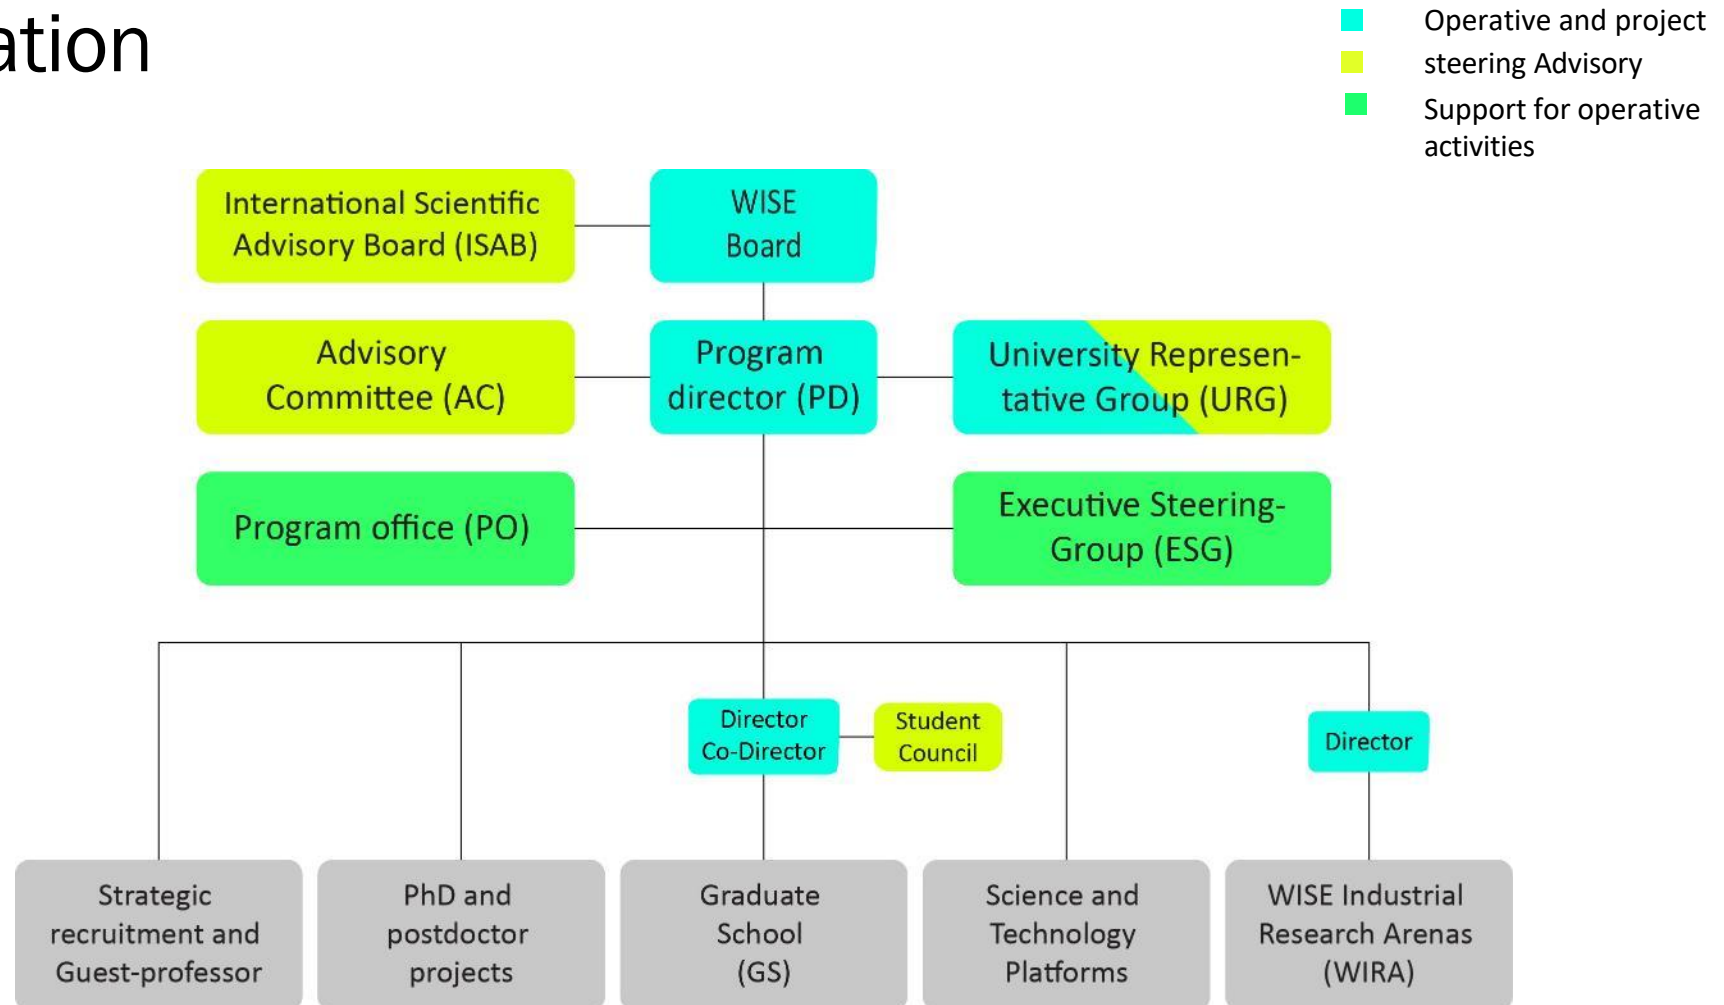 ation
Operative and project
steering Advisory
Support for operative
activities
International Scientific
Advisory Board (ISAB)
WISE
Board
Advisory
Committee (AC)
Program
director (PD)
University Represen-
tative Group (URG)
Program office (PO)
Executive Steering-
Group (ESG)
Director
Co-Director
Student
Council
Director
Strategic
recruitment and
Guest-professor
PhD and
postdoctor
projects
Graduate
School
(GS)
Science and
Technology
Platforms
WISE Industrial
Research Arenas
(WIRA)